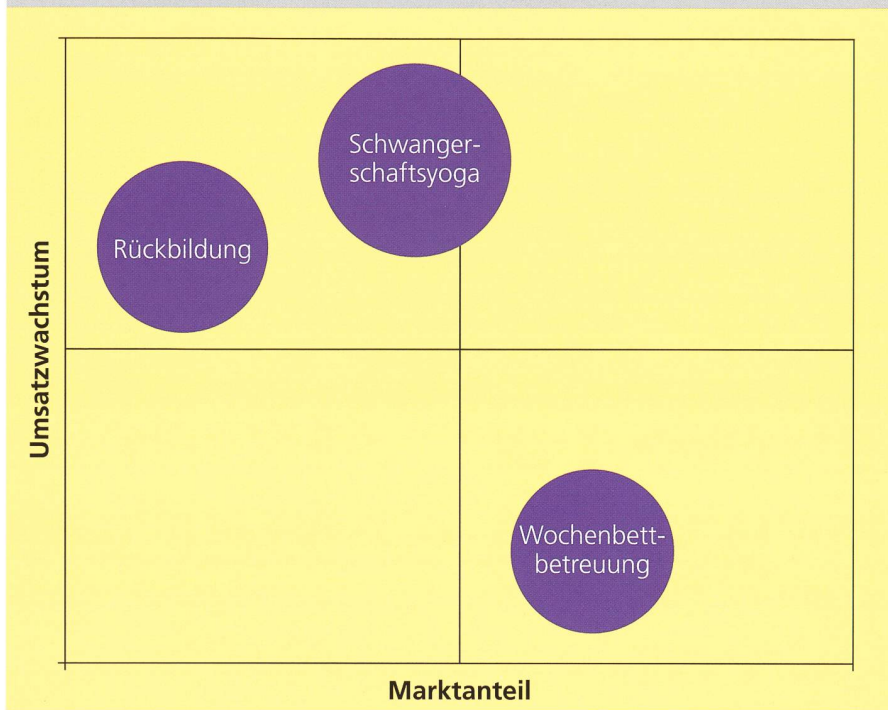 Schwanger-
schaftsyoga
Rückbildung
Umsatzwachstum
Wochenbett-
betreuung
Marktanteil